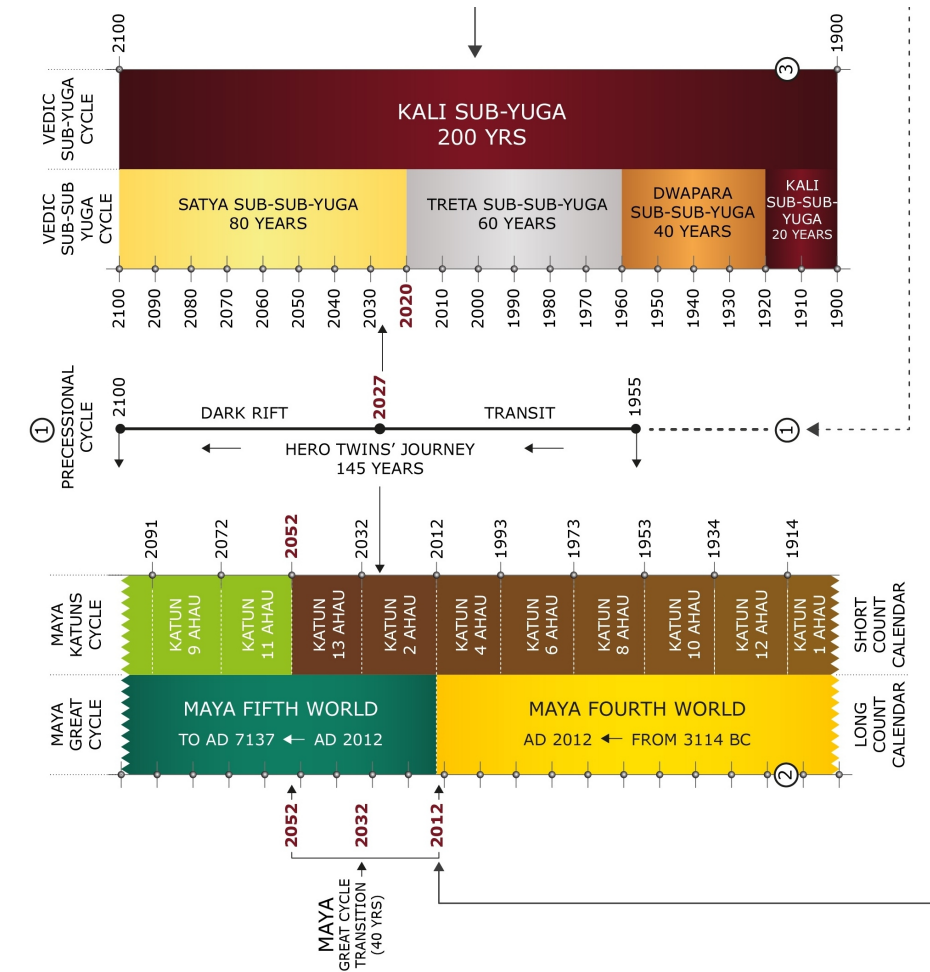 2100
1900
3
VEDIC
SUB-YUGA
CYCLE
KALI SUB-YUGA
200 YRS
VEDIC
SUB-SUB
YUGA
CYCLE
SATYA SUB-SUB-YUGA
80 YEARS
TRETA SUB-SUB-YUGA
60 YEARS
DWAPARA
SUB-SUB-YUGA
40 YEARS
KALI
SUB-SUB-
YUGA
20 YEARS
2100
2090
2080
2070
2060
2050
2040
2030
2020
2010
2000
1990
1980
1970
1960
1950
1940
1930
1920
1910
1900
1
PRECESSIONAL
CYCLE
2100
DARK RIFT
2027
TRANSIT
1955
1
HERO TWINS' JOURNEY
145 YEARS
2091
2072
2052
2032
2012
1993
1973
1953
1934
1914
MAYA
KATUNS
CYCLE
KATUN
9 AHAU
KATUN
11 AHAU
KATUN
13 AHAU
KATUN
2 AHAU
KATUN
4 AHAU
KATUN
6 AHAU
KATUN
8 AHAU
KATUN
10 AHAU
KATUN
12 AHAU
KATUN
1 AHAU
SHORT
COUNT
CALENDAR
MAYA
GREAT
CYCLE
MAYA FIFTH WORLD
TO AD 7137 ← AD 2012
MAYA FOURTH WORLD
AD 2012 ← FROM 3114 BC
LONG
COUNT
CALENDAR
2
2052
2032
2012
MAYA
GREAT CYCLE
TRANSITION
(40 YRS)